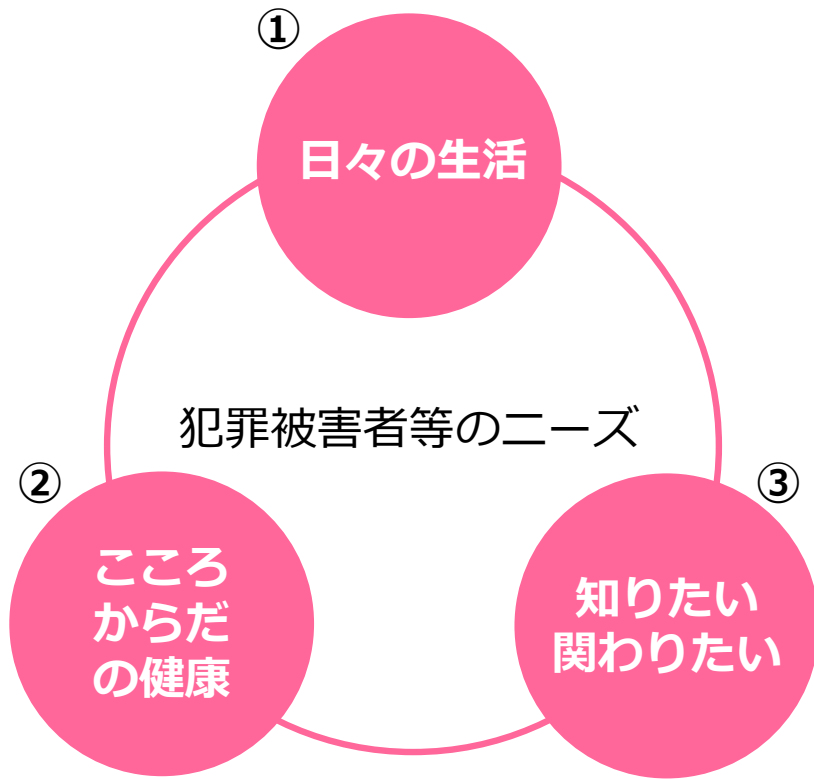 ①
日々の生活
犯罪被害者等のニーズ
②
こころ
からだ
の健康
③
知りたい
関わりたい